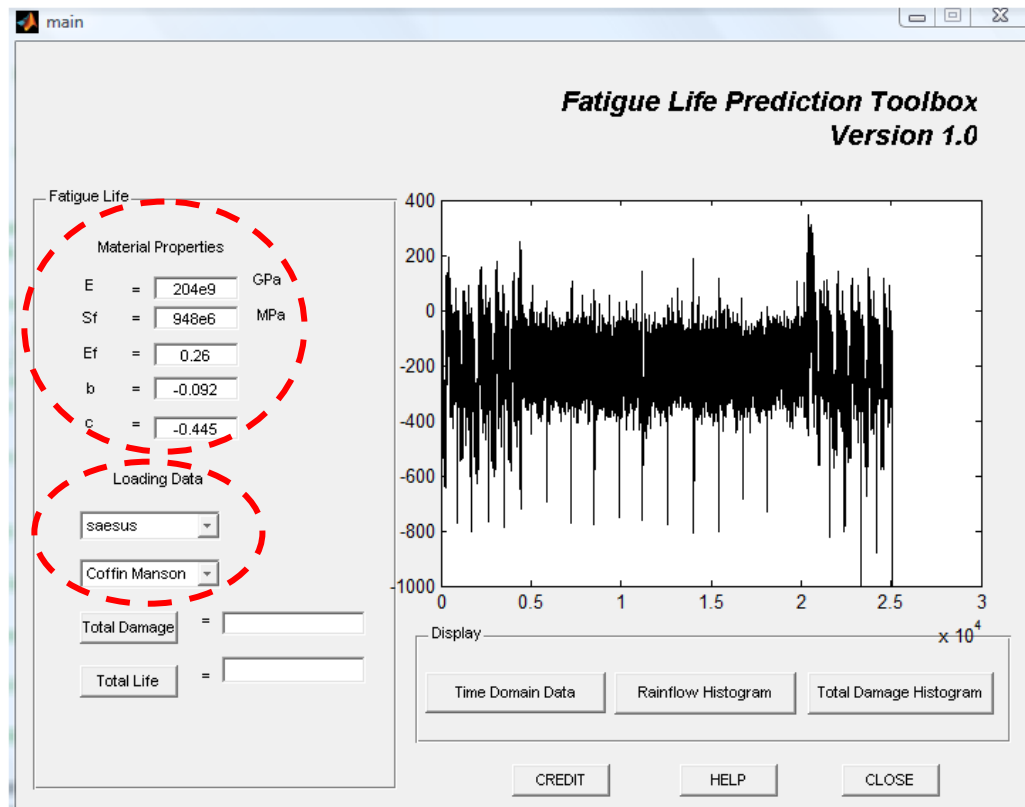 main
Fatigue Life Prediction Toolbox
Version 1.0
Fatigue Life
Material Properties
E = 204e9 GPa
Sf = 948e6 MPa
Ef = 0.26
b = -0.092
c = -0.445
Loading Data
saesus
Coffin Manson
Total Damage =
Total Life =
400
200
0
-200
-400
-600
-800
-1000
0 0.5 1 1.5 2 2.5 3
x 10^4
Display
Time Domain Data Rainflow Histogram Total Damage Histogram
CREDIT HELP CLOSE